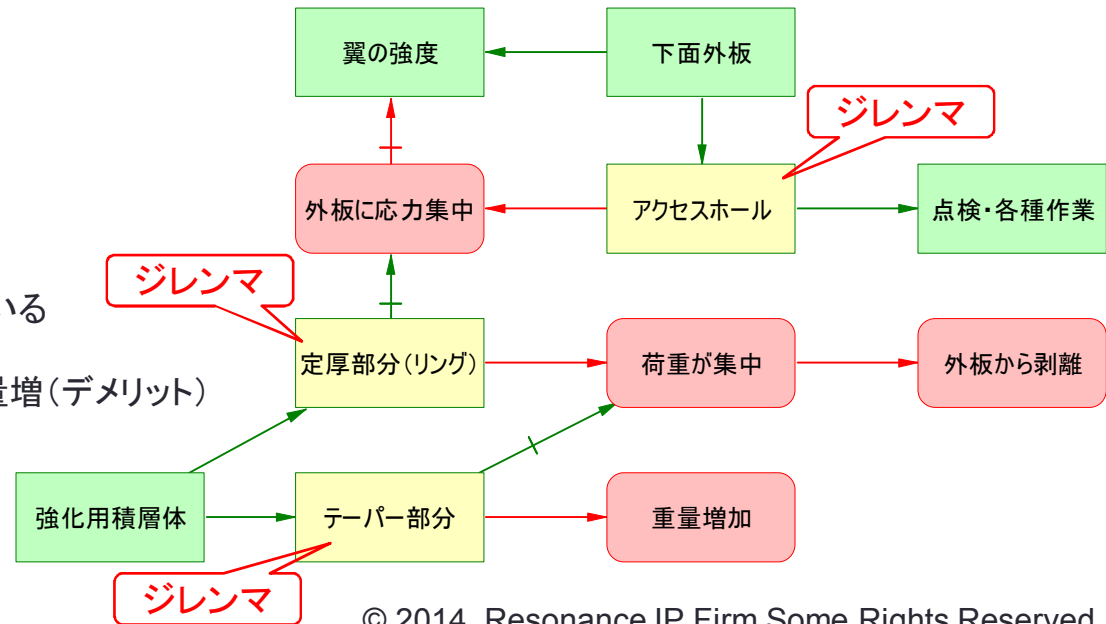 翼の強度
下面外板
ジレンマ
外板に応力集中
アクセスホール
点検・各種作業
ジレンマ
いる
定厚部分(リング)
荷重が集中
外板から剥離
量増(デメリット)
強化用積層体
テーパー部分
重量増加
ジレンマ
© 2014 Resonance IP Firm Some Rights Reserved